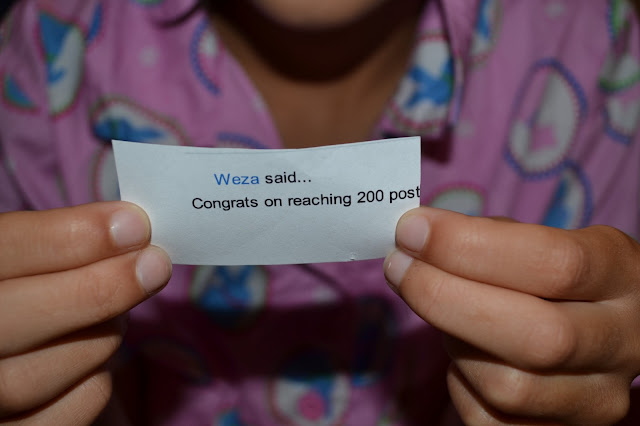 Weza said...
Congrats on reaching 200 post